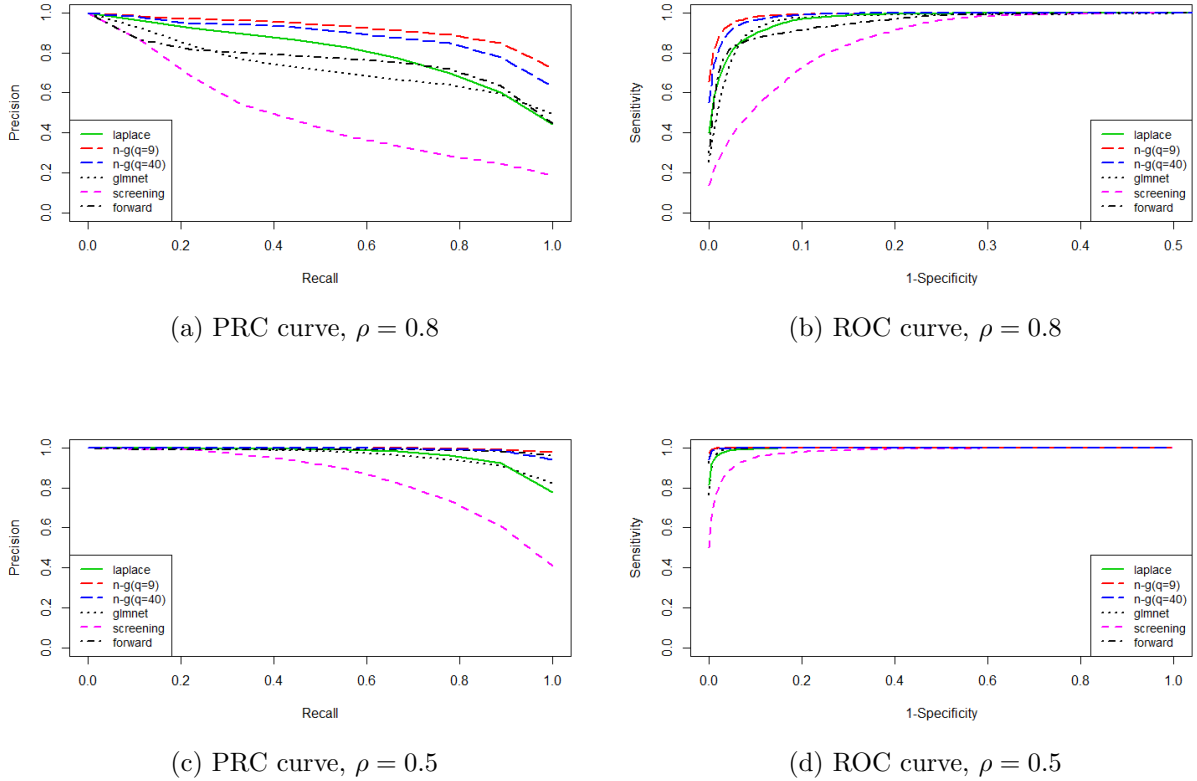 Precision
0.0 0.2 0.4 0.6 0.8 1.0
laplace
n-g(q=9)
n-g(q=40)
glmnet
screening
forward
0.0 0.2 0.4 0.6 0.8 1.0
Recall
(a) PRC curve, ρ = 0.8
Sensitivity
0.0 0.2 0.4 0.6 0.8 1.0
laplace
n-g(q=9)
n-g(q=40)
glmnet
screening
forward
0.0 0.1 0.2 0.3 0.4 0.5
1-Specificity
(b) ROC curve, ρ = 0.8
Precision
0.0 0.2 0.4 0.6 0.8 1.0
laplace
n-g(q=9)
n-g(q=40)
glmnet
screening
forward
0.0 0.2 0.4 0.6 0.8 1.0
Recall
(c) PRC curve, ρ = 0.5
Sensitivity
0.0 0.2 0.4 0.6 0.8 1.0
laplace
n-g(q=9)
n-g(q=40)
glmnet
screening
forward
0.0 0.2 0.4 0.6 0.8 1.0
1-Specificity
(d) ROC curve, ρ = 0.5